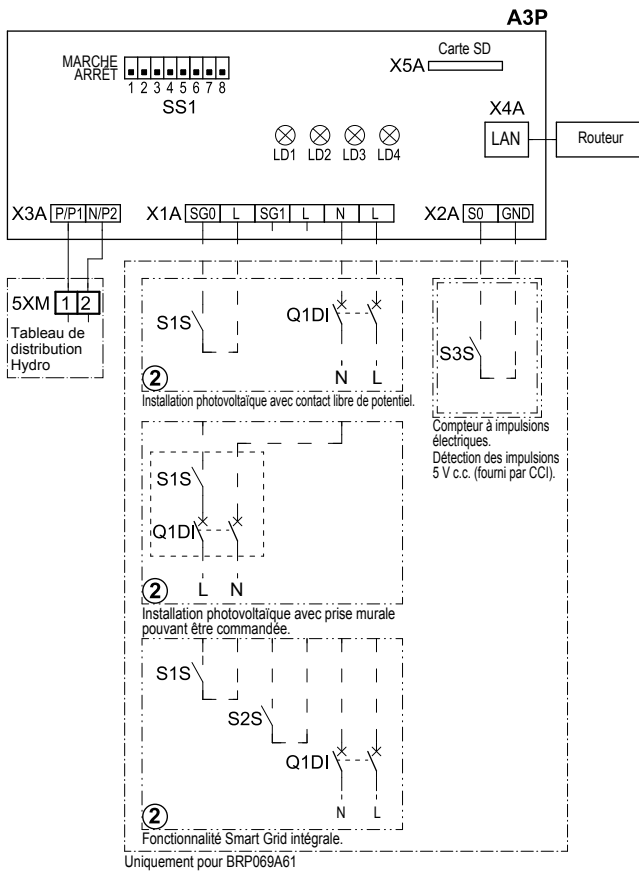 A3P
MARCHE
ARRÊT
1 2 3 4 5 6 7 8
SS1
Carte SD
X5A
X4A
LAN
Routeur
LD1 LD2 LD3 LD4
X3A P/P1 N/P2
X1A SG0 L SG1 L N L
X2A S0 GND
5XM 1 2
Tableau de
distribution
Hydro
S1S
Q1DI
N L
2
Installation photovoltaïque avec contact libre de potentiel.
S3S
Compteur à impulsions
électriques.
Détection des impulsions
5 V c.c. (fourni par CCI).
S1S
Q1DI
L N
2
Installation photovoltaïque avec prise murale
pouvant être commandée.
S1S
S2S
Q1DI
N L
2
Fonctionnalité Smart Grid intégrale.
Uniquement pour BRP069A61